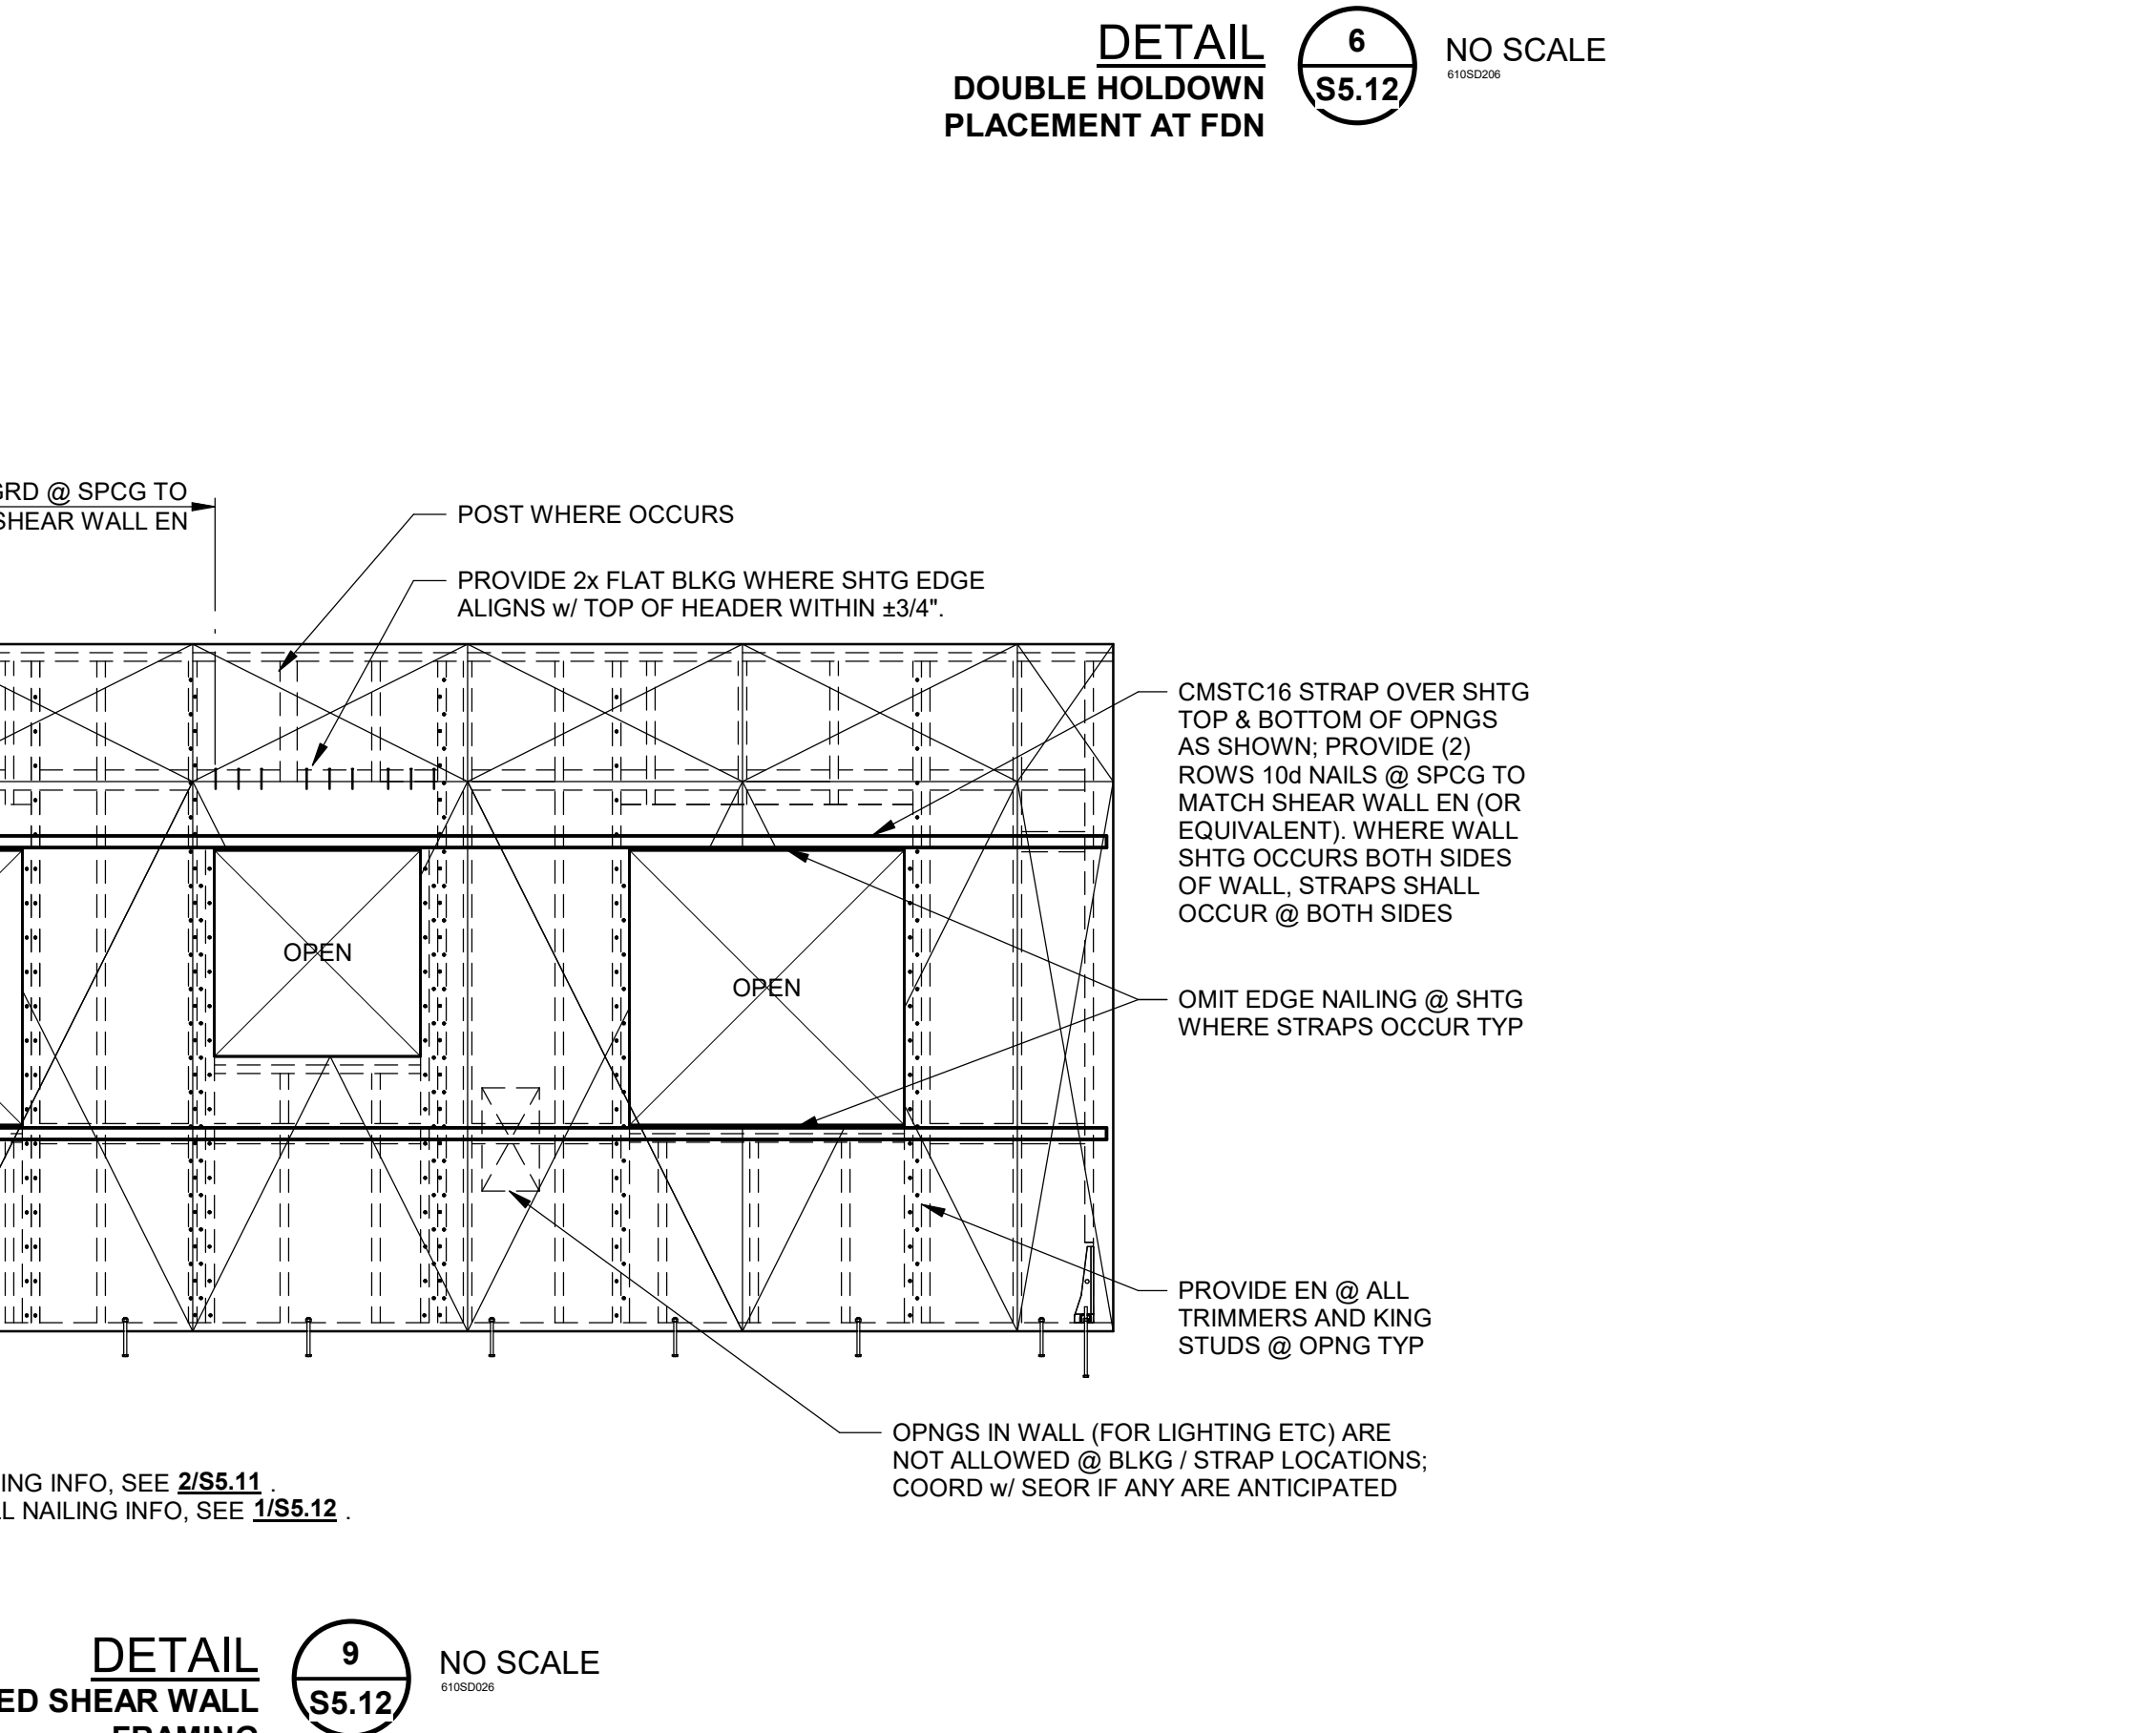 DETAIL
DOUBLE HOLDOWN
PLACEMENT AT FDN
6
S5.12
NO SCALE
610SD206
GRD @ SPCG TO
SHEAR WALL EN
POST WHERE OCCURS
PROVIDE 2x FLAT BLKG WHERE SHTG EDGE
ALIGNS w/ TOP OF HEADER WITHIN ±3/4".
CMSTC16 STRAP OVER SHTG
TOP & BOTTOM OF OPNGS
AS SHOWN; PROVIDE (2)
ROWS 10d NAILS @ SPCG TO
MATCH SHEAR WALL EN (OR
EQUIVALENT). WHERE WALL
SHTG OCCURS BOTH SIDES
OF WALL, STRAPS SHALL
OCCUR @ BOTH SIDES
OPEN
OPEN
OMIT EDGE NAILING @ SHTG
WHERE STRAPS OCCUR TYP
PROVIDE EN @ ALL
TRIMMERS AND KING
STUDS @ OPNG TYP
OPNGS IN WALL (FOR LIGHTING ETC) ARE
NOT ALLOWED @ BLKG / STRAP LOCATIONS;
COORD w/ SEOR IF ANY ARE ANTICIPATED
ING INFO, SEE 2/S5.11 .
L NAILING INFO, SEE 1/S5.12 .
DETAIL
ED SHEAR WALL
FRAMING
9
S5.12
NO SCALE
610SD026